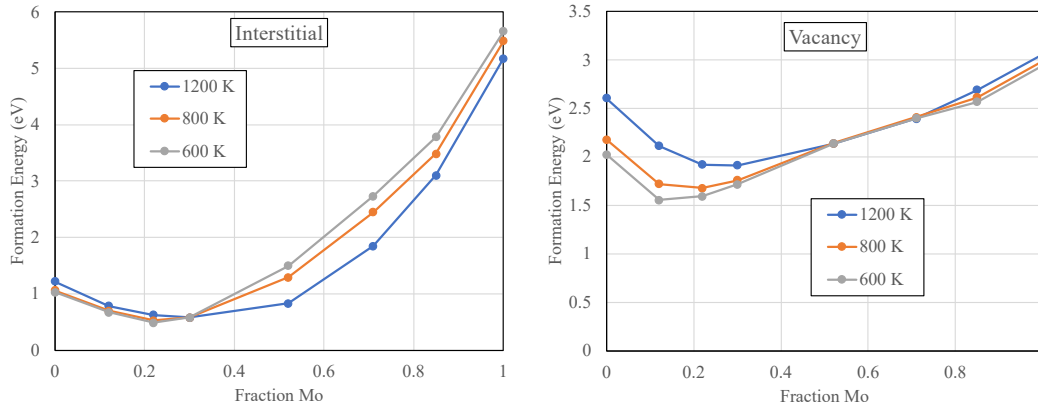 Interstitial
6
5
4
3
2
1
0
Formation Energy (eV)
1200 K
800 K
600 K
0
0.2
0.4
0.6
0.8
1
Fraction Mo
Vacancy
3.5
3
2.5
2
1.5
1
0.5
0
Formation Energy (eV)
1200 K
800 K
600 K
0
0.2
0.4
0.6
0.8
Fraction Mo